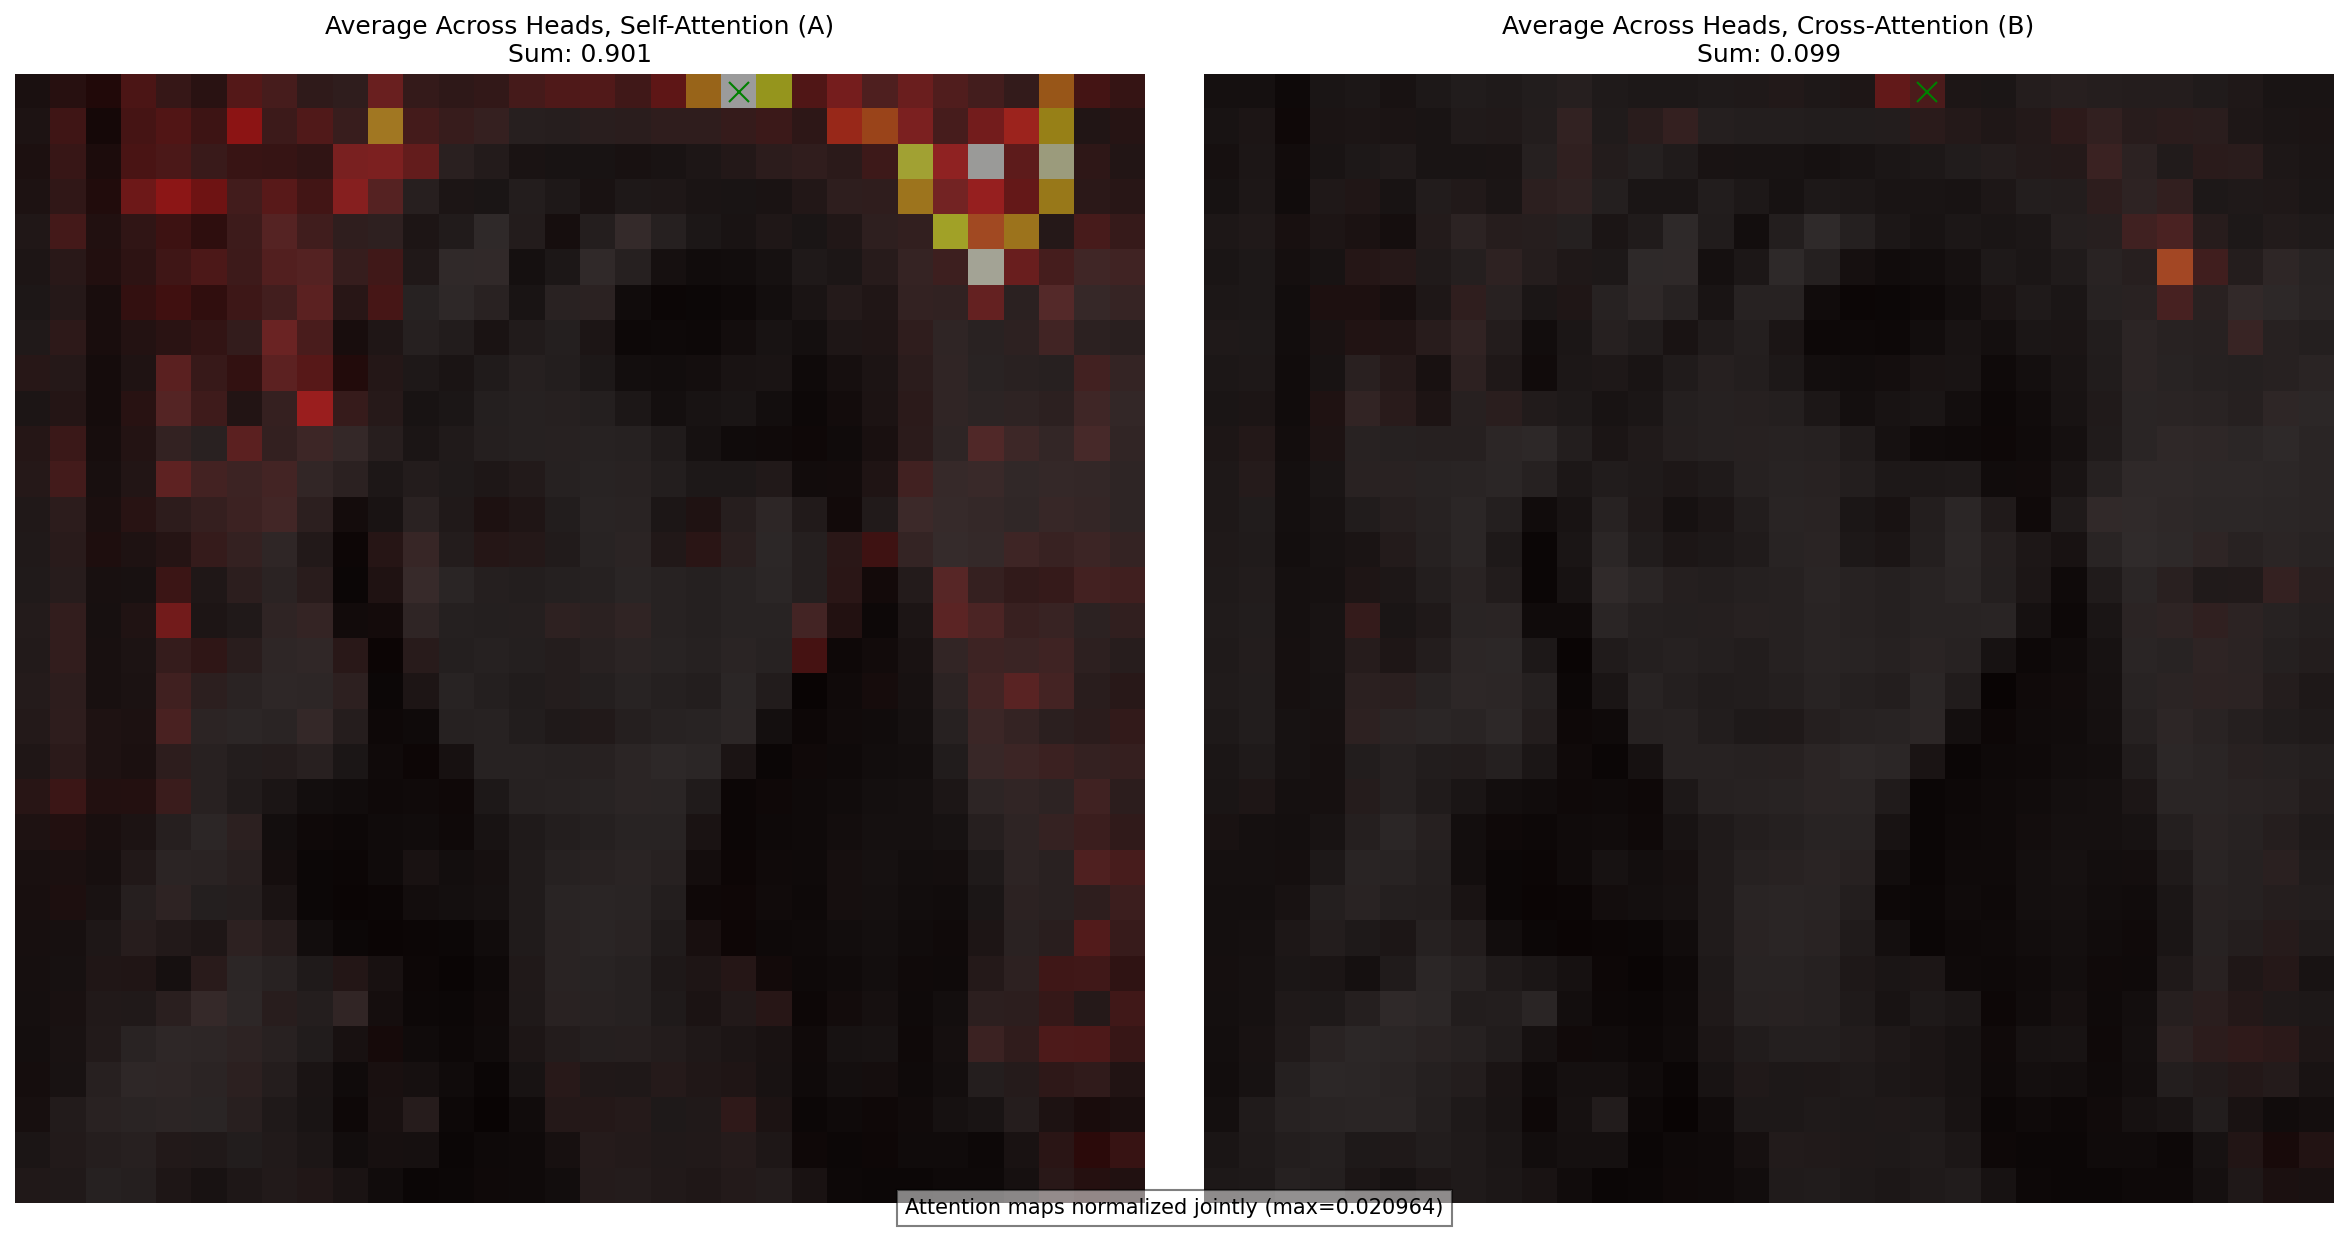 Average Across Heads, Self-Attention (A)
Sum: 0.901
Average Across Heads, Cross-Attention (B)
Sum: 0.099
Attention maps normalized jointly (max=0.020964)